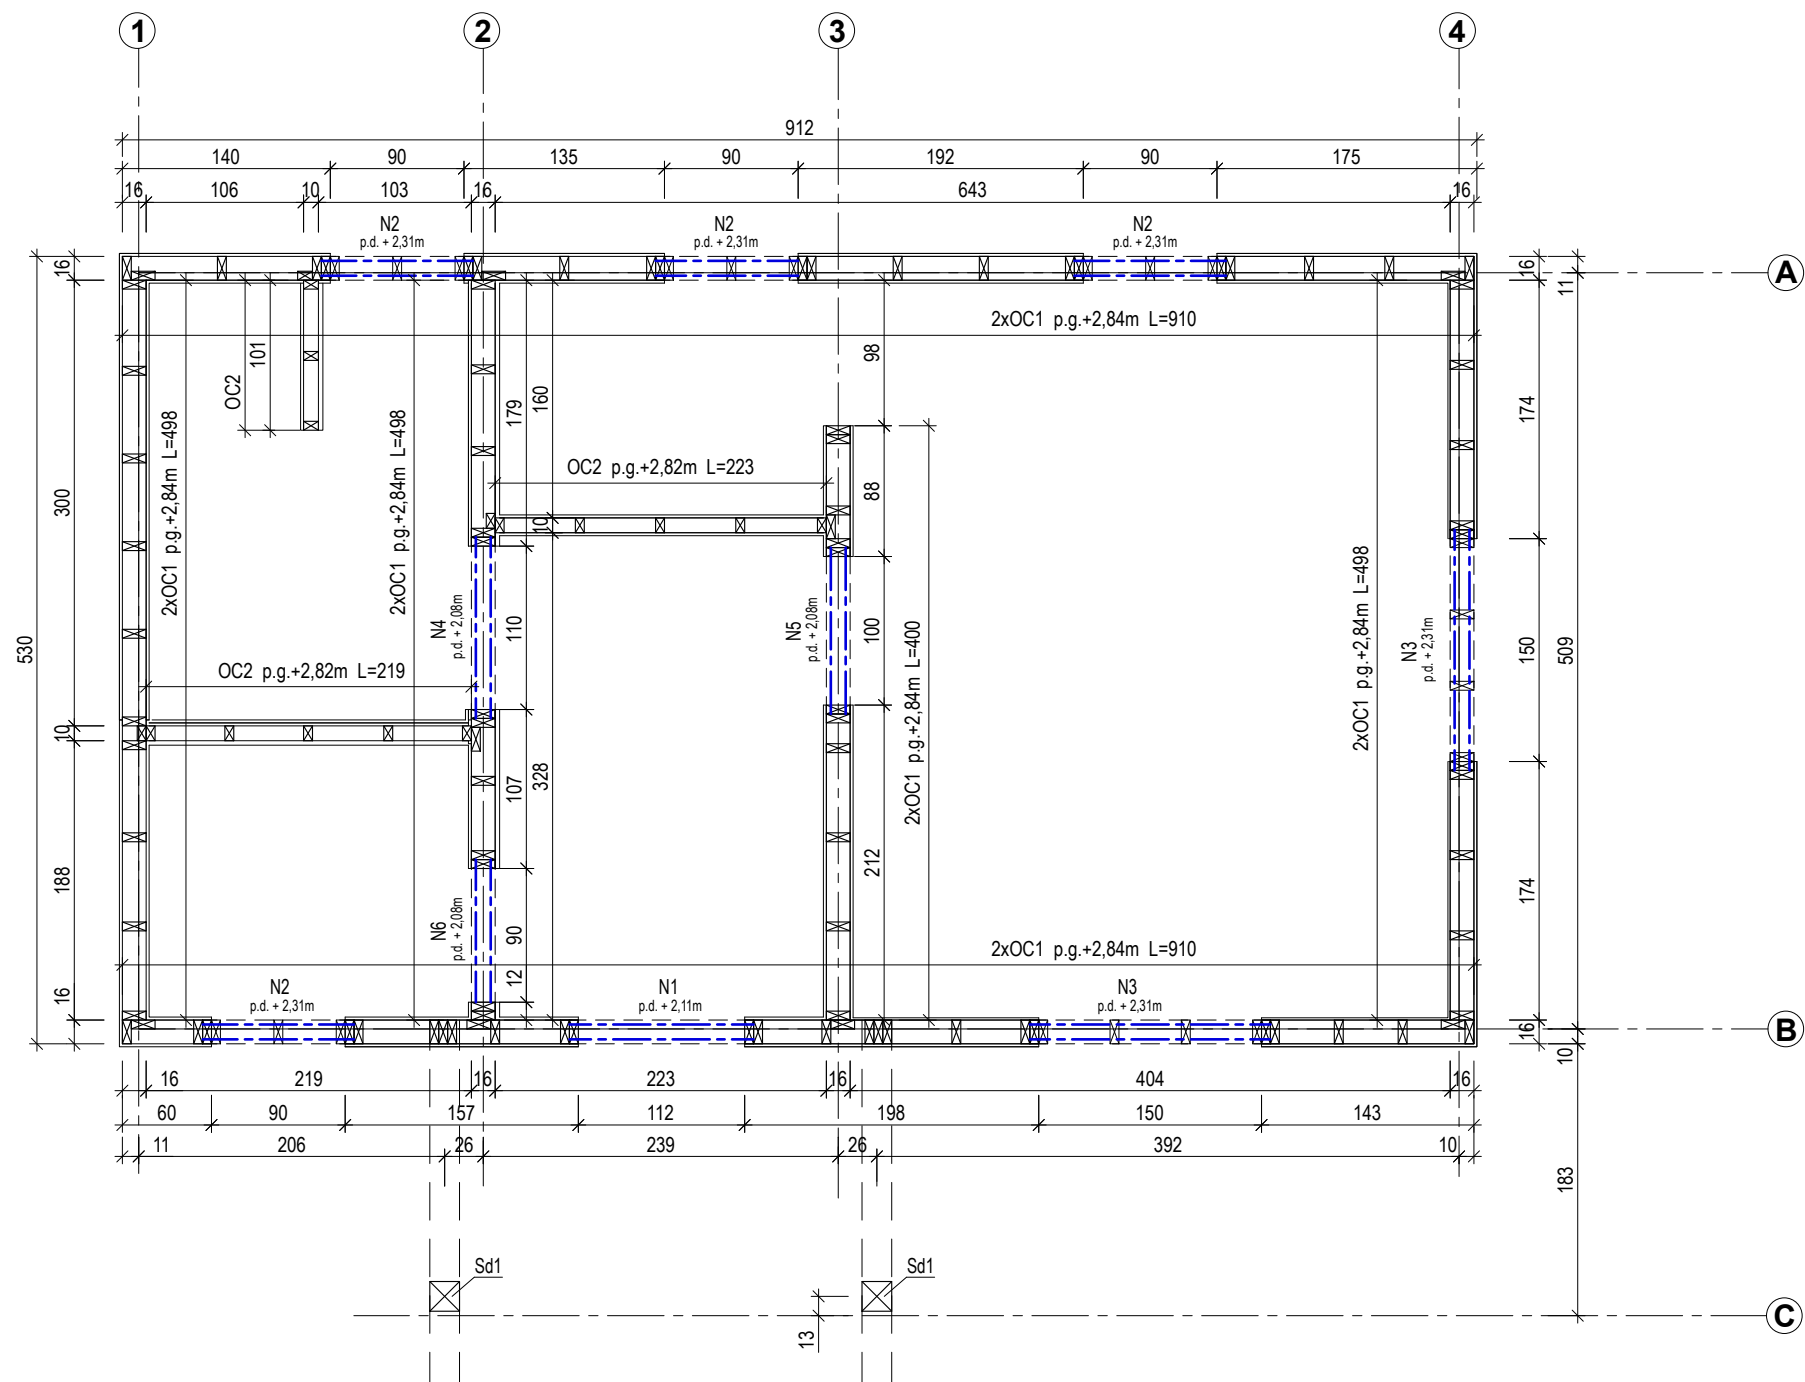 1 2 3 4
912
140 90 135 90 192 90 175
16 106 10 103 16 643 16
N2 N2 N2
p.d. + 2,31m p.d. + 2,31m p.d. + 2,31m
A
16
16
11
2xOC1 p.g.+2,84m L=910
OC2
101
98
179
160
174
2xOC1 p.g.+2,84m L=498
2xOC1 p.g.+2,84m L=498
OC2 p.g.+2,82m L=223
300
88
10
530
N4
p.d. + 2,08m
110
N5
p.d. + 2,08m
100
2xOC1 p.g.+2,84m L=400
2xOC1 p.g.+2,84m L=498
N3
p.d. + 2,31m
150
509
OC2 p.g.+2,82m L=219
10
107
328
188
212
174
N6
p.d. + 2,08m
90
12
2xOC1 p.g.+2,84m L=910
16
N2 N1 N3
p.d. + 2,31m p.d. + 2,11m p.d. + 2,31m
16
B
10
16 219 16 223 16 404 16
60 90 157 112 198 150 143
11 206 26 239 26 392 10
183
Sd1 Sd1
13
C